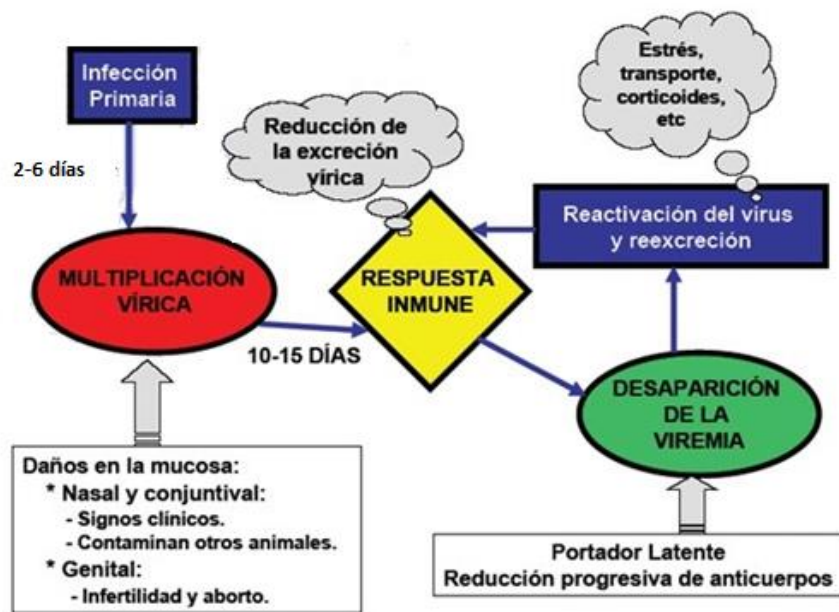 Infección
Primaria
2-6 días
Reducción de
la excreción
vírica
Estrés,
transporte,
corticoides,
etc
MULTIPLICACIÓN
VÍRICA
RESPUESTA
INMUNE
Reactivación del virus
y reexcreción
10-15 DÍAS
DESAPARICIÓN
DE LA
VIREMIA
Daños en la mucosa:
* Nasal y conjuntival:
- Signos clínicos.
- Contaminan otros animales.
* Genital:
- Infertilidad y aborto.
Portador Latente
Reducción progresiva de anticuerpos